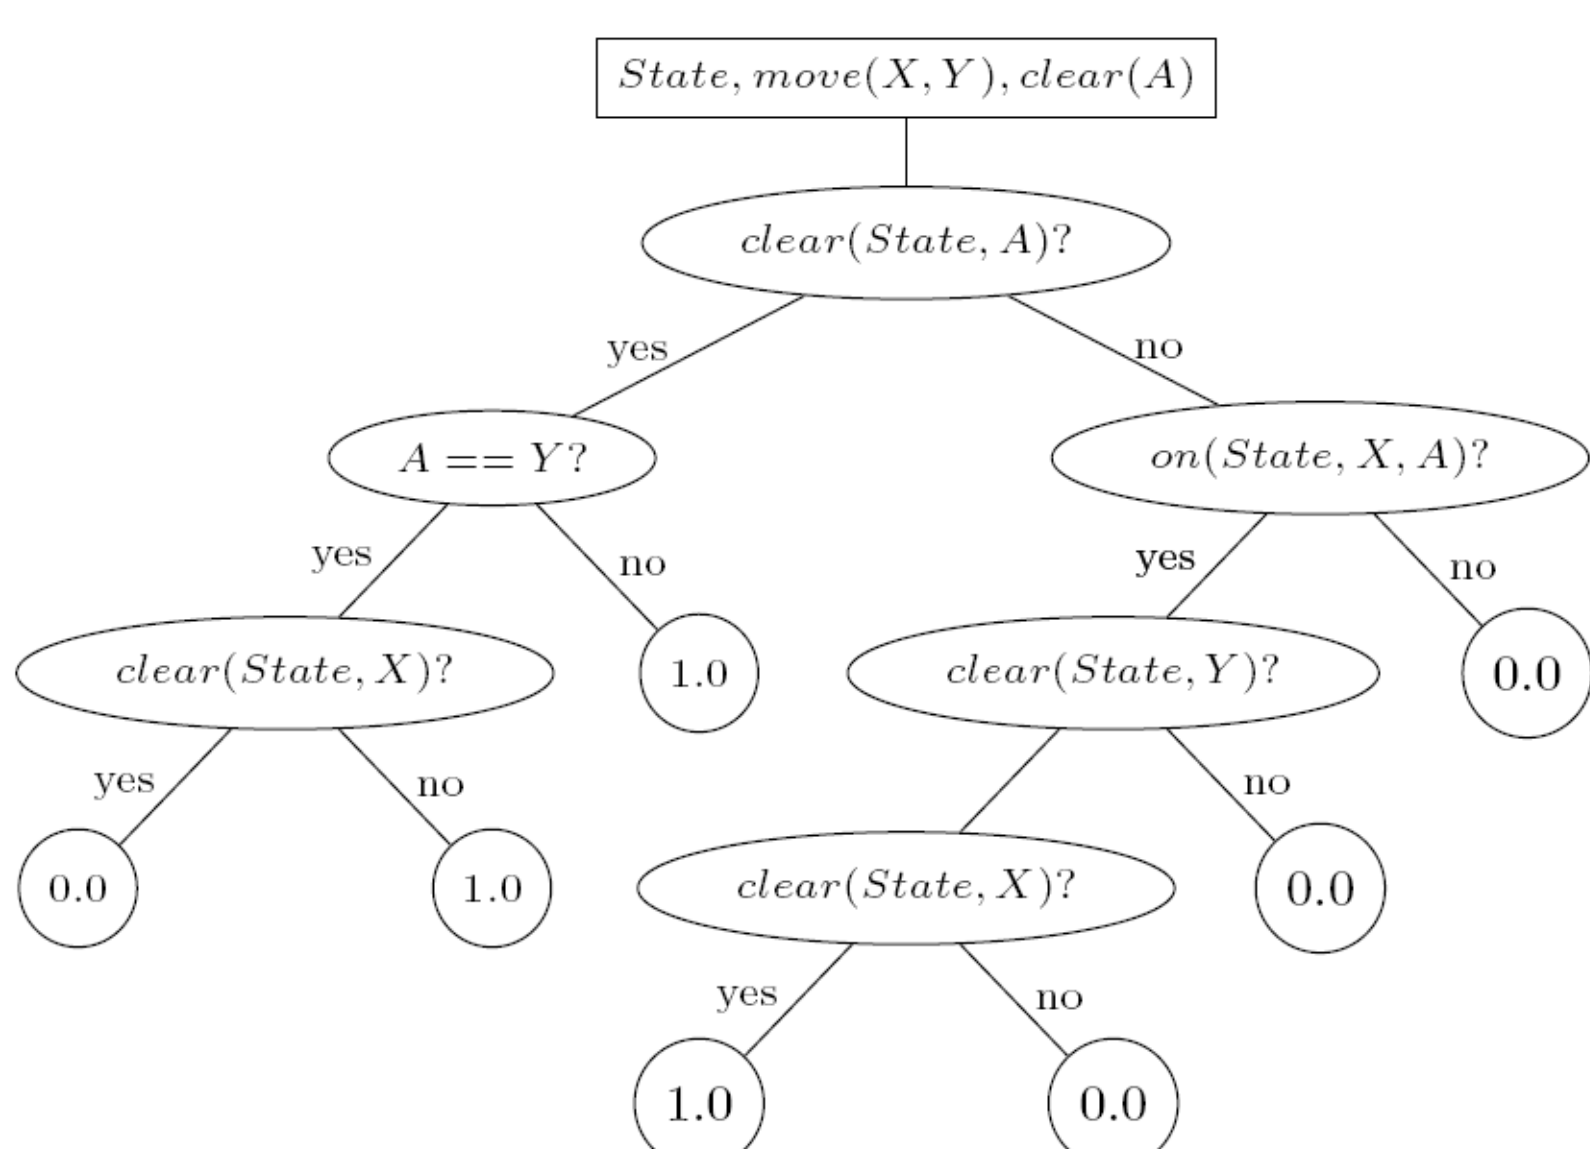 State, move(X, Y), clear(A)
clear(State, A)?
yes
no
A == Y?
on(State, X, A)?
yes
no
yes
no
clear(State, X)?
1.0
clear(State, Y)?
0.0
yes
no
no
0.0
1.0
clear(State, X)?
0.0
yes
no
1.0
0.0